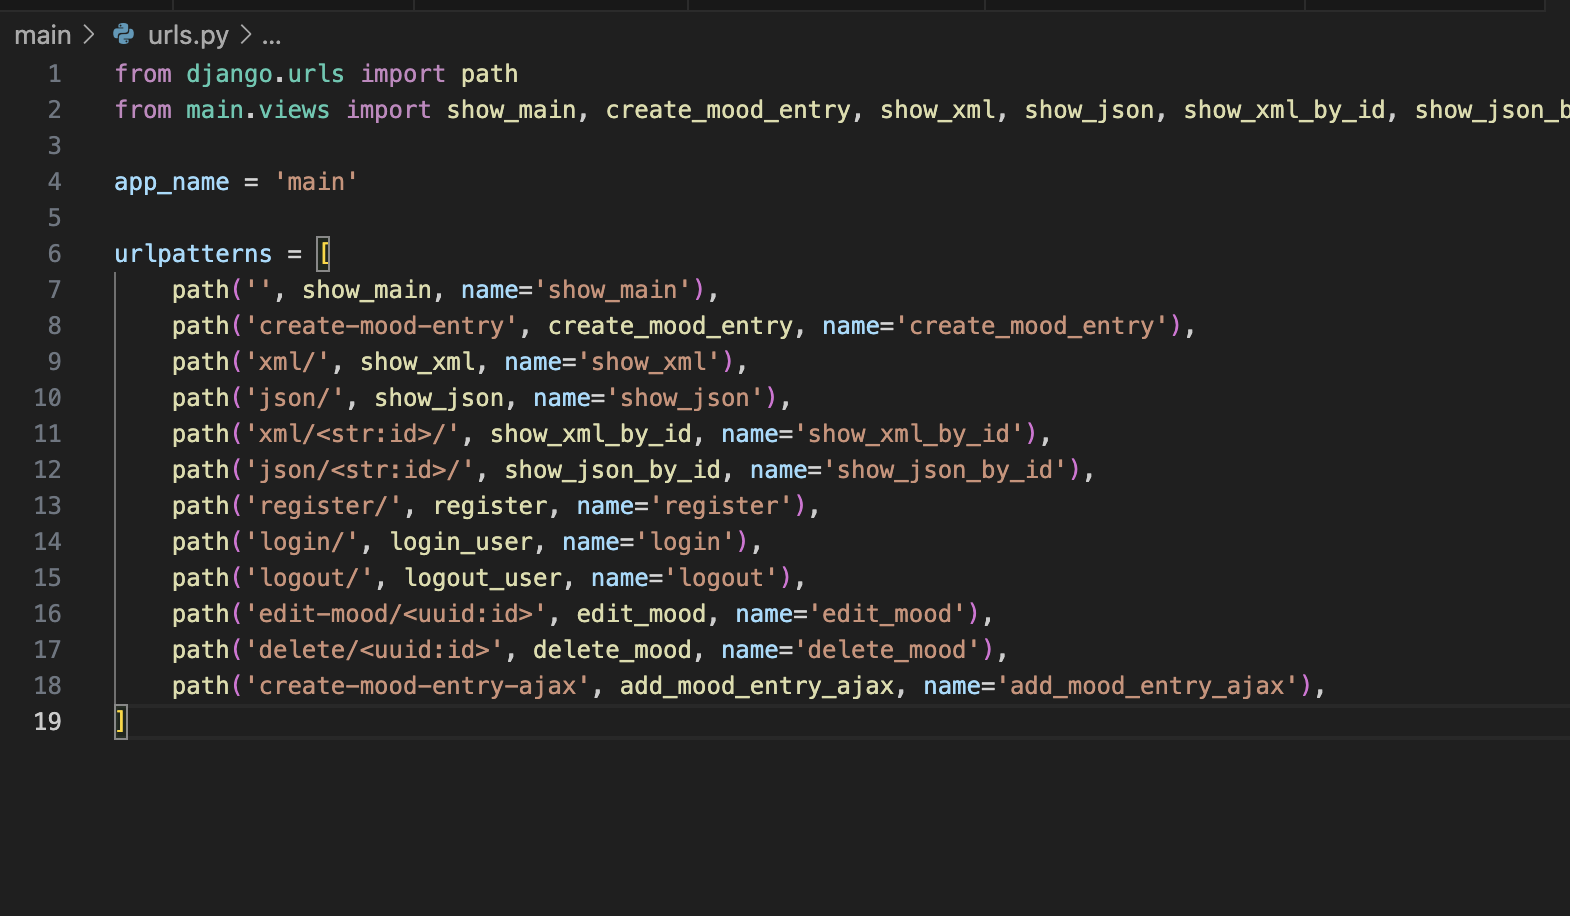 main > urls.py > ...
1 from django.urls import path
2 from main.views import show_main, create_mood_entry, show_xml, show_json, show_xml_by_id,
3
4 app_name = 'main'
5
6 urlpatterns = [
7     path('', show_main, name='show_main'),
8     path('create-mood-entry', create_mood_entry, name='create_mood_entry'),
9     path('xml/', show_xml, name='show_xml'),
10     path('json/', show_json, name='show_json'),
11     path('xml/<str:id>/', show_xml_by_id, name='show_xml_by_id'),
12     path('json/<str:id>/', show_json_by_id, name='show_json_by_id'),
13     path('register/', register, name='register'),
14     path('login/', login_user, name='login'),
15     path('logout/', logout_user, name='logout'),
16     path('edit-mood/<uuid:id>', edit_mood, name='edit_mood'),
17     path('delete/<uuid:id>', delete_mood, name='delete_mood'),
18     path('create-mood-entry-ajax', add_mood_entry_ajax, name='add_mood_entry_ajax'),
19 ]